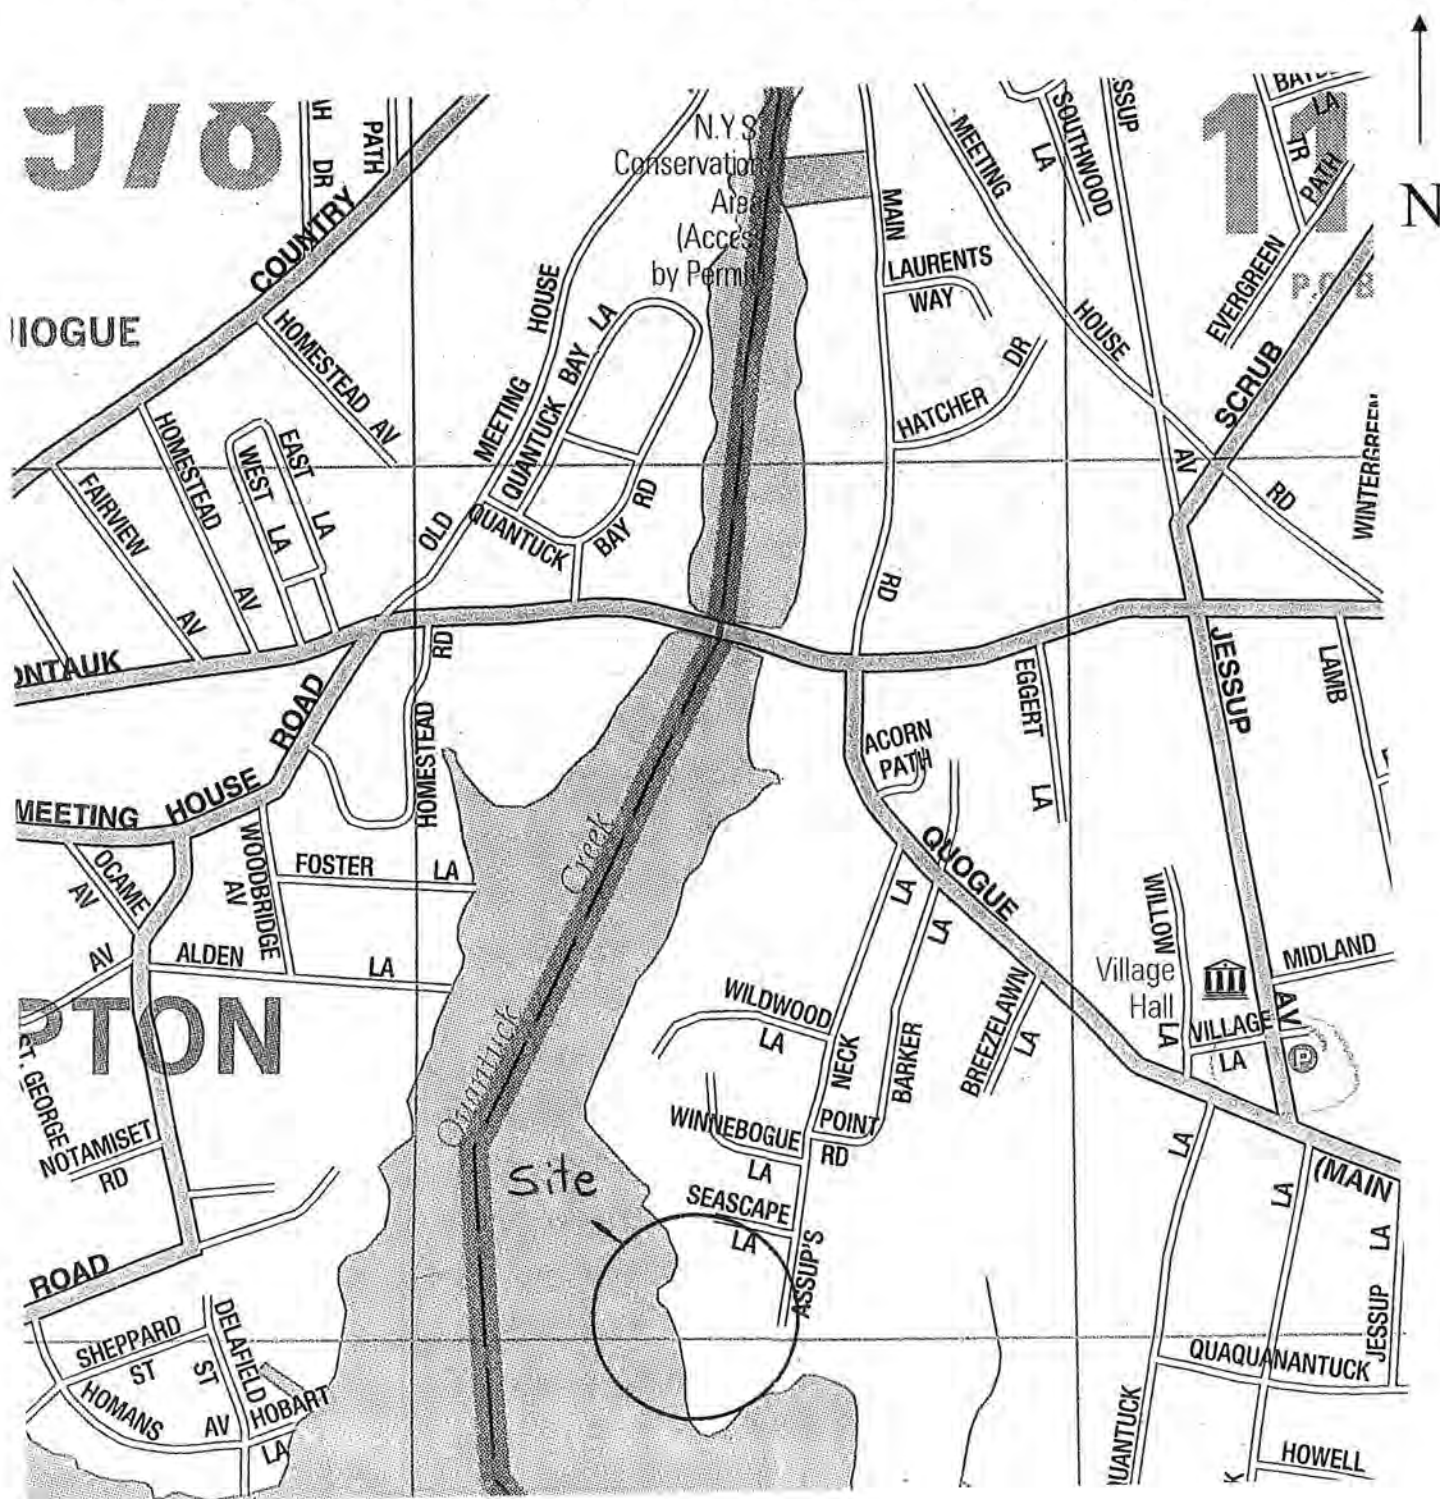 978
H DR
PATH
COUNTRY
IOGUE
N.Y.S
Conservation
Area
(Access
by Permit
MEETING
HOUSE
RD
SOUTHWOOD
LA
SSUP
AV
11
LA
TR
PATH
EVERGREEN
N
MAIN
RD
LAURENTS
WAY
HATCHER
DR
SCRUB
WINTERGREEN
HOMESTEAD
AV
HOMESTEAD
AV
EAST
LA
WEST
LA
FAIRVIEW
AV
OLD
MEETING
HOUSE
QUANTUCK
BAY
LA
QUANTUCK
BAY
RD
ONTAUK
ROAD
HOUSE
MEETING
RD
HOMESTEAD
EGGERT
LA
JESSUP
AV
LAMB
ACORN
PATH
QUOGUE
OCAME
AV
WOODBRIDGE
AV
FOSTER
LA
Creek
Quantuck
LA
LA
WILLOW
LA
Village
Hall
MIDLAND
VILLAGE
LA
P
ALDEN
LA
AV
PTON
ST. GEORGE
WILDWOOD
LA
NECK
BARKER
BREEZELAWN
LA
NOTAMISET
RD
WINNEBOGUE
LA
POINT
RD
Site
SEASCAPE
LA
ASSUP'S
LA
LA
(MAIN
LA
JESSUP
ROAD
SHEPPARD
ST
DELAFIELD
ST
HOMANS
AV
HOBART
LA
QUAQUANANTUCK
UANTUCK
K
HOWELL